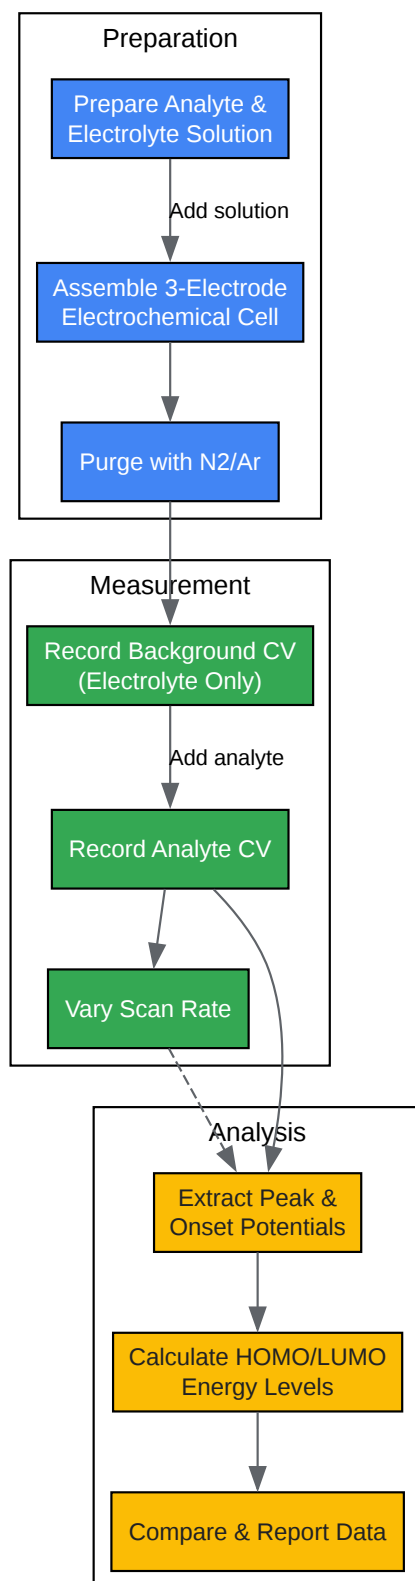 Preparation
Prepare Analyte &
Electrolyte Solution
Add solution
Assemble 3-Electrode
Electrochemical Cell
Purge with N2/Ar
Measurement
Record Background CV
(Electrolyte Only)
Add analyte
Record Analyte CV
Vary Scan Rate
Analysis
Extract Peak &
Onset Potentials
Calculate HOMO/LUMO
Energy Levels
Compare & Report Data